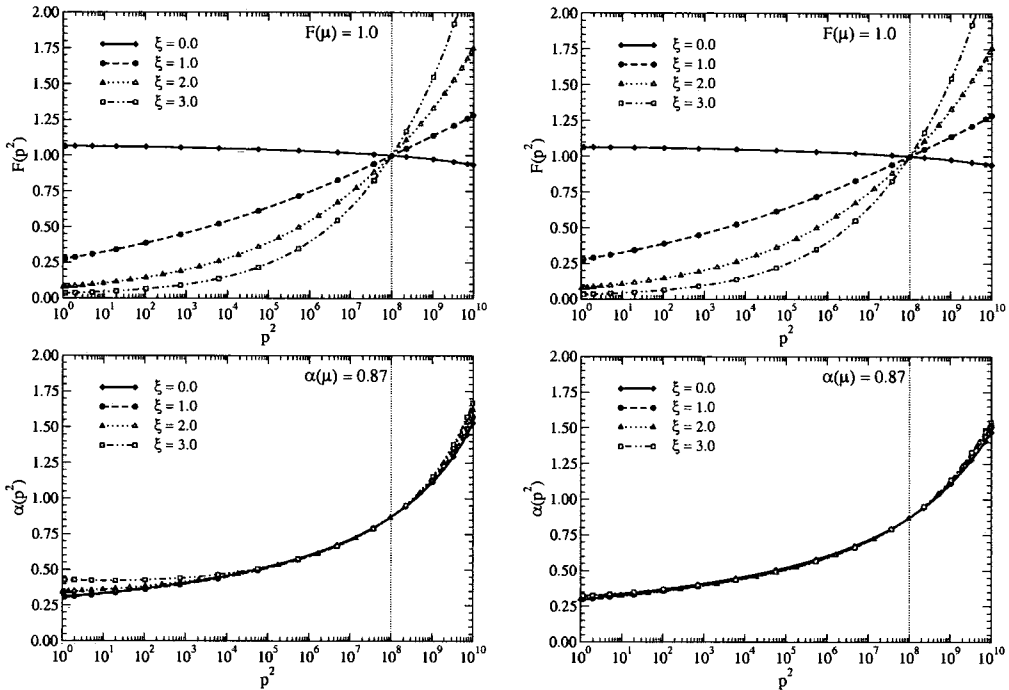 2.00
1.75
1.50
1.25
1.00
0.75
0.50
0.25
0.00
F(p²)
ξ = 0.0
ξ = 1.0
ξ = 2.0
ξ = 3.0
F(μ) = 1.0
10⁰ 10¹ 10² 10³ 10⁴ 10⁵ 10⁶ 10⁷ 10⁸ 10⁹ 10¹⁰
p²
2.00
1.75
1.50
1.25
1.00
0.75
0.50
0.25
0.00
F(p²)
ξ = 0.0
ξ = 1.0
ξ = 2.0
ξ = 3.0
F(μ) = 1.0
10⁰ 10¹ 10² 10³ 10⁴ 10⁵ 10⁶ 10⁷ 10⁸ 10⁹ 10¹⁰
p²
2.00
1.75
1.50
1.25
1.00
0.75
0.50
0.25
0.00
α(p²)
ξ = 0.0
ξ = 1.0
ξ = 2.0
ξ = 3.0
α(μ) = 0.87
10⁰ 10¹ 10² 10³ 10⁴ 10⁵ 10⁶ 10⁷ 10⁸ 10⁹ 10¹⁰
p²
2.00
1.75
1.50
1.25
1.00
0.75
0.50
0.25
0.00
α(p²)
ξ = 0.0
ξ = 1.0
ξ = 2.0
ξ = 3.0
α(μ) = 0.87
10⁰ 10¹ 10² 10³ 10⁴ 10⁵ 10⁶ 10⁷ 10⁸ 10⁹ 10¹⁰
p²